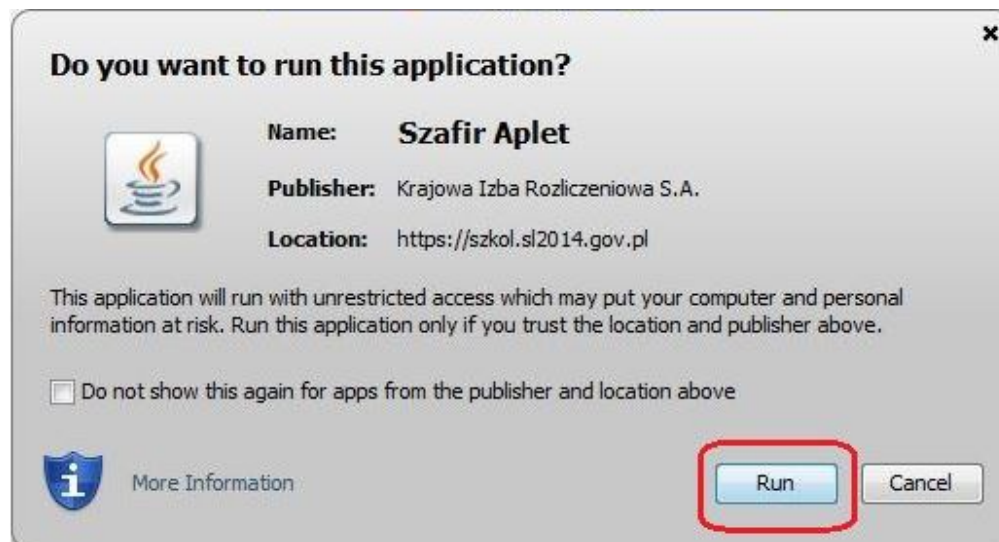 Do you want to run this application?
Name: Szafir Aplet
Publisher: Krajowa Izba Rozliczeniowa S.A.
Location: https://szkol.sl2014.gov.pl
This application will run with unrestricted access which may put your computer and personal
information at risk. Run this application only if you trust the location and publisher above.
Do not show this again for apps from the publisher and location above
More Information
Run
Cancel